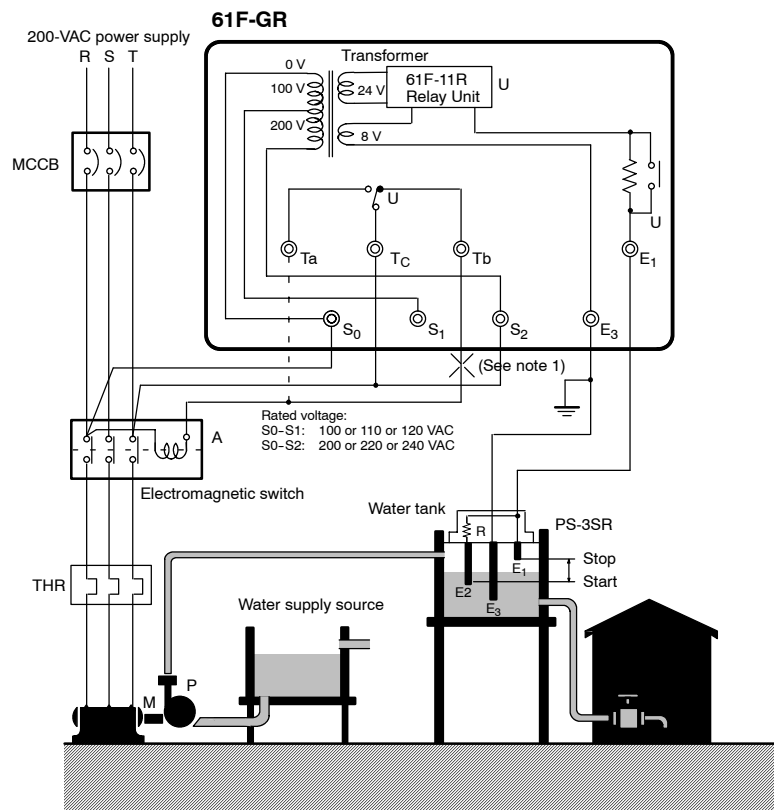 61F-GR
200-VAC power supply
R S T
MCCB
Transformer
0 V
100 V
200 V
24 V
8 V
61F-11R
Relay Unit
U
U
U
Ta
TC
Tb
E1
S0
S1
S2
E3
(See note 1)
Rated voltage:
S0-S1: 100 or 110 or 120 VAC
S0-S2: 200 or 220 or 240 VAC
A
Electromagnetic switch
Water tank
PS-3SR
R
E1
E2
E3
Stop
Start
THR
Water supply source
M
P